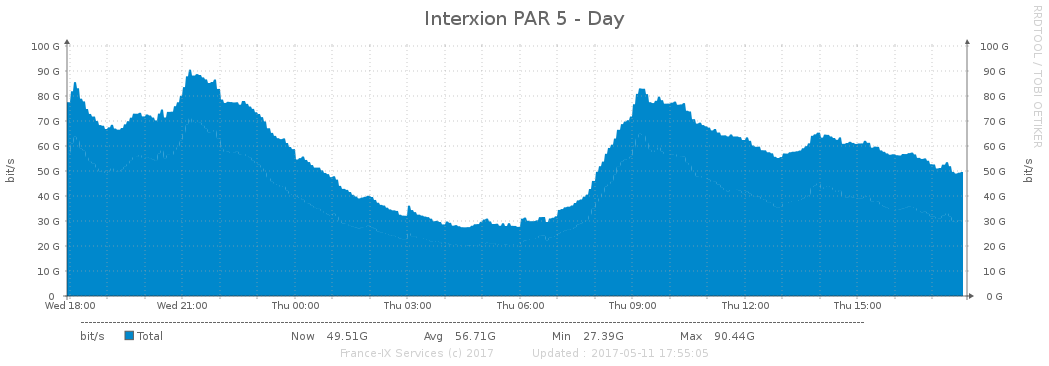 Interxion PAR 5 - Day
RRDTOOL / TOBI OETIKER
bit/s
100 G 100 G
90 G 90 G
80 G 80 G
70 G 70 G
60 G 60 G
50 G 50 G
40 G 40 G
30 G 30 G
20 G 20 G
10 G 10 G
0 0 G
bit/s
Wed 18:00 Wed 21:00 Thu 00:00 Thu 03:00 Thu 06:00 Thu 09:00 Thu 12:00 Thu 15:00
bit/s Total Now 49.51G Avg 56.71G Min 27.39G Max 90.44G
France-IX Services (c) 2017 Updated : 2017-05-11 17:55:05